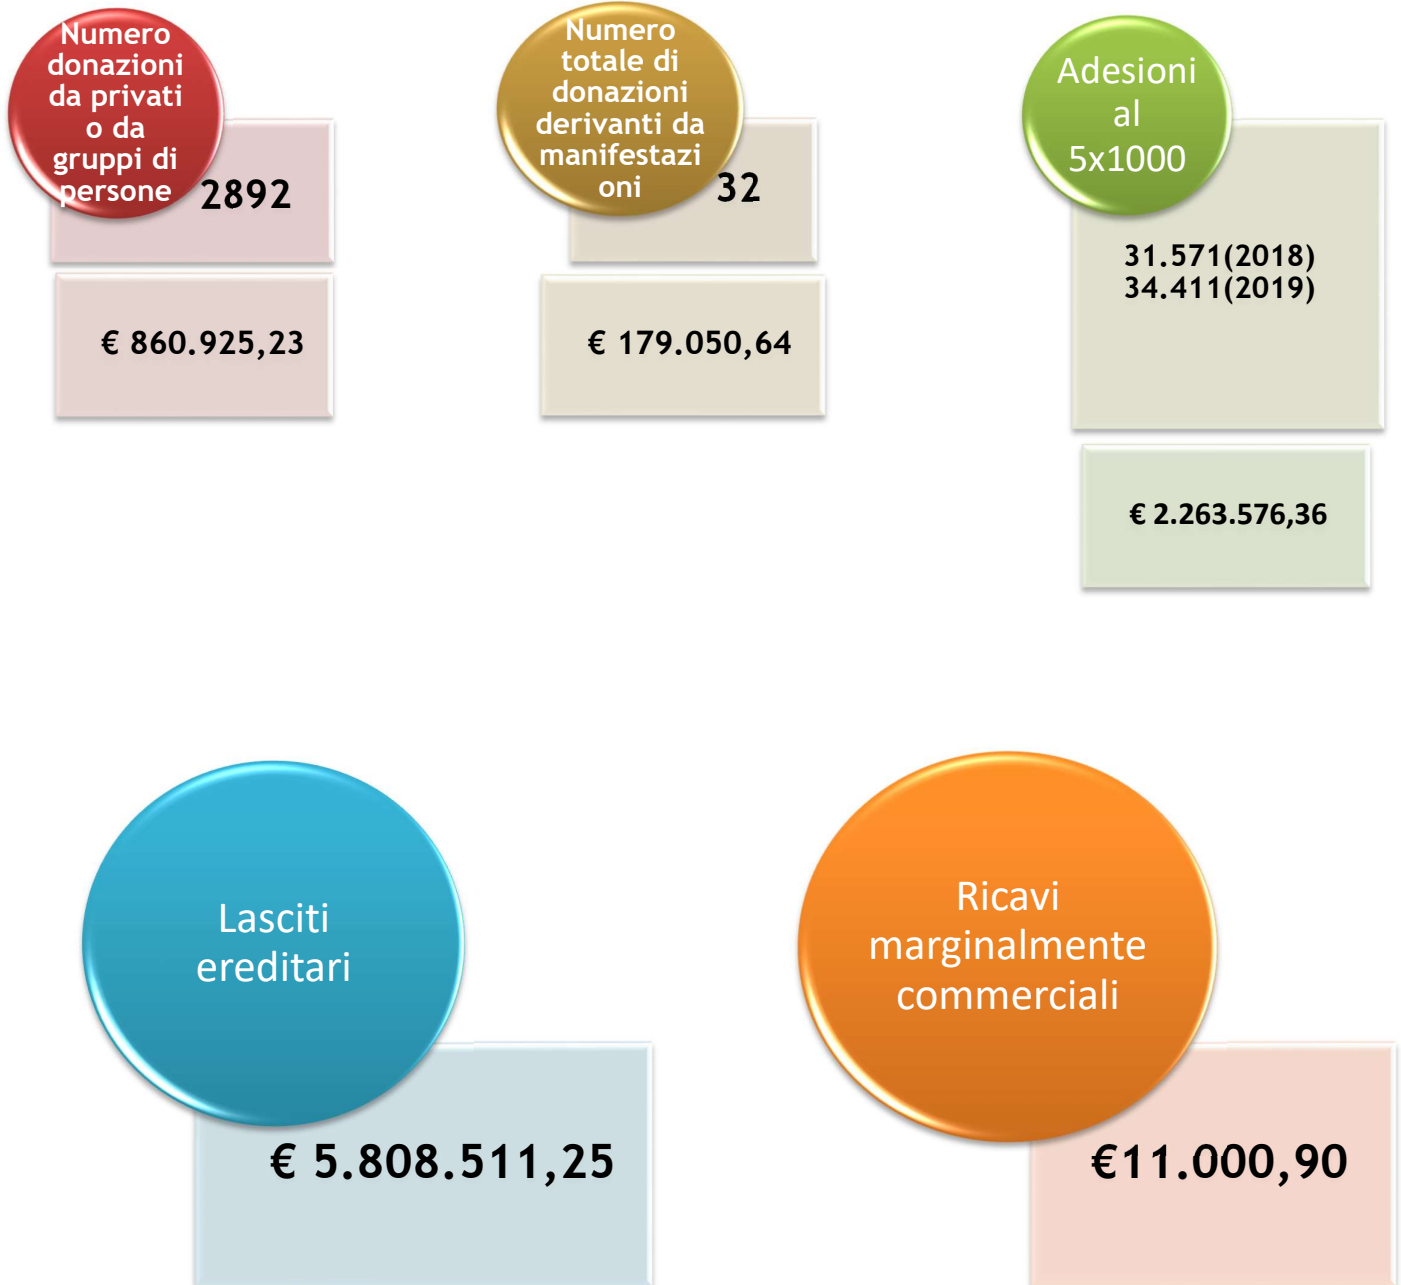 Numero
donazioni
da privati
o da
gruppi di
persone
2892
€ 860.925,23
Numero
totale di
donazioni
derivanti da
manifestazi
oni
32
€ 179.050,64
Adesioni
al
5x1000
31.571(2018)
34.411(2019)
€ 2.263.576,36
Lasciti
ereditari
€ 5.808.511,25
Ricavi
marginalmente
commerciali
€11.000,90